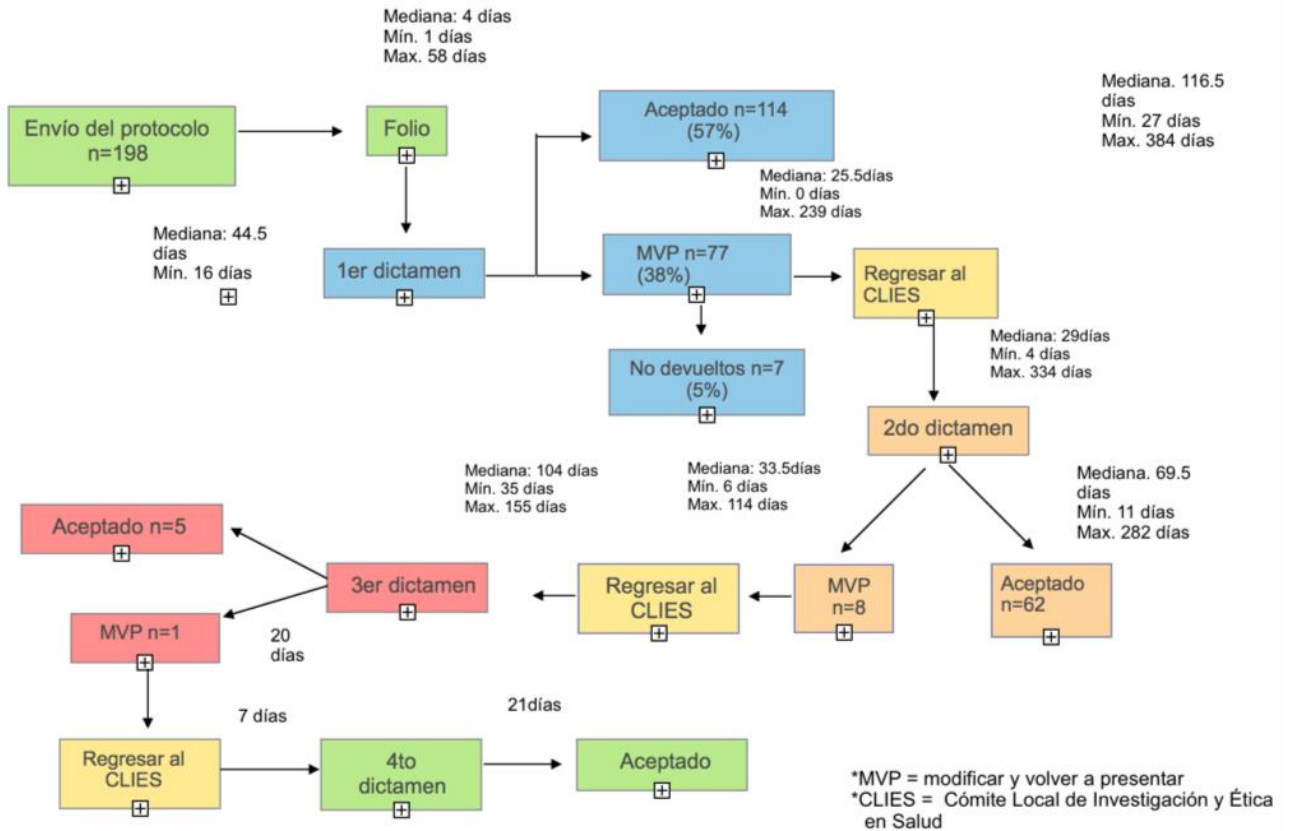 Mediana: 4 días
Mín. 1 días
Max. 58 días
Envío del protocolo
n=198
Folio
Aceptado n=114
(57%)
Mediana. 116.5
días
Mín. 27 días
Max. 384 días
Mediana: 25.5días
Mín. 0 días
Max. 239 días
Mediana: 44.5
días
Mín. 16 días
1er dictamen
MVP n=77
(38%)
Regresar al
CLIES
No devueltos n=7
(5%)
Mediana: 29días
Mín. 4 días
Max. 334 días
2do dictamen
Mediana: 104 días
Mín. 35 días
Max. 155 días
Mediana: 33.5días
Mín. 6 días
Max. 114 días
Mediana. 69.5
días
Mín. 11 días
Max. 282 días
Aceptado n=5
3er dictamen
Regresar al
CLIES
MVP
n=8
Aceptado
n=62
MVP n=1
20
días
7 días
21días
Regresar al
CLIES
4to
dictamen
Aceptado
*MVP = modificar y volver a presentar
*CLIES = Cómite Local de Investigación y Ética
en Salud